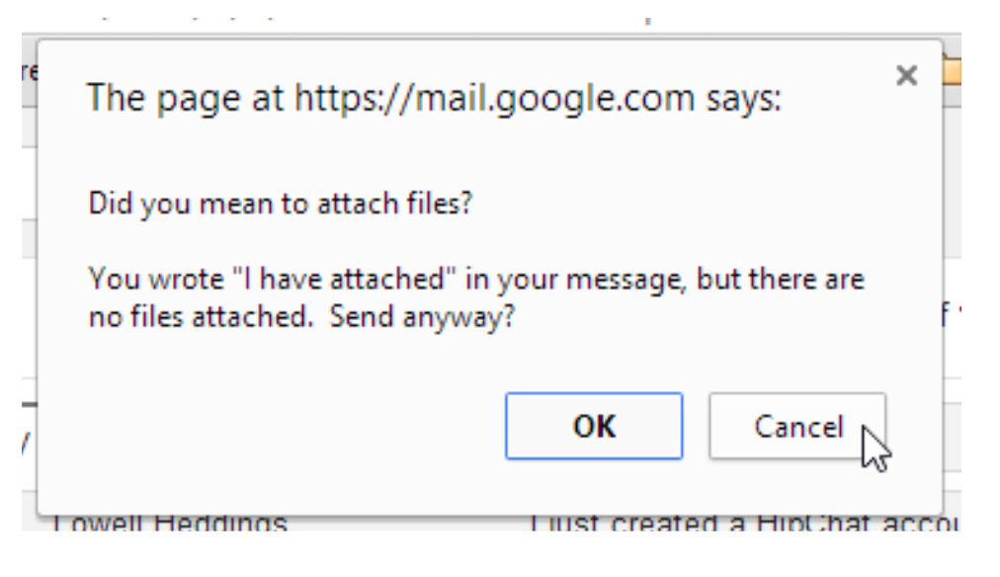 re
The page at https://mail.google.com says:
Did you mean to attach files?
You wrote "I have attached" in your message, but there are
no files attached.  Send anyway?
f
OK
Cancel
y
Lowell Heddings
I just created a HipChat accou